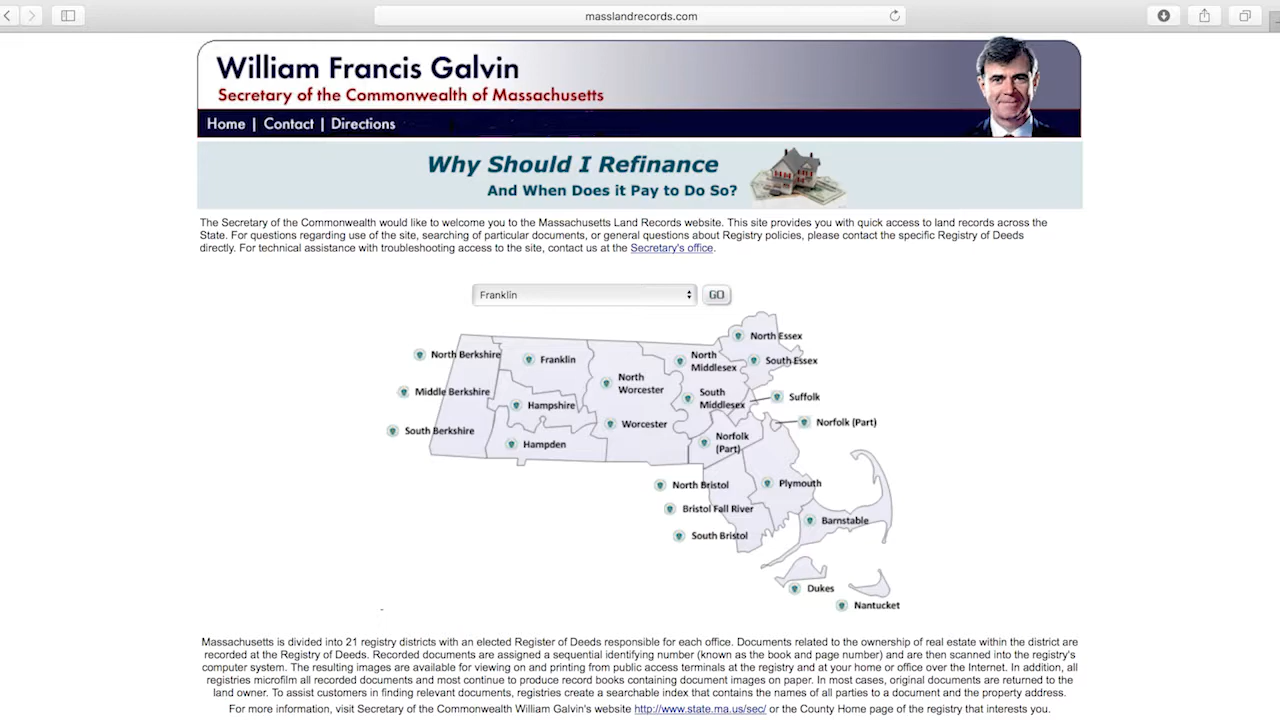 masslandrecords.com
William Francis Galvin
Secretary of the Commonwealth of Massachusetts
Home | Contact | Directions
Why Should I Refinance
And When Does it Pay to Do So?
The Secretary of the Commonwealth would like to welcome you to the Massachusetts Land Records website. This site provides you with quick access to land records across the
State. For questions regarding use of the site, searching of particular documents, or general questions about Registry policies, please contact the specific Registry of Deeds
directly. For technical assistance with troubleshooting access to the site, contact us at the Secretary's office.
Franklin
GO
North Essex
North Berkshire
Franklin
North
Middlesex
South Essex
North
Worcester
Middle Berkshire
South
Middlesex
Suffolk
Hampshire
Norfolk (Part)
South Berkshire
Worcester
Hampden
Norfolk
(Part)
North Bristol
Plymouth
Bristol Fall River
Barnstable
South Bristol
Dukes
Nantucket
Massachusetts is divided into 21 registry districts with an elected Register of Deeds responsible for each office. Documents related to the ownership of real estate within the district are
recorded at the Registry of Deeds. Recorded documents are assigned a sequential identifying number (known as the book and page number) and are then scanned into the registry's
computer system. The resulting images are available for viewing on and printing from public access terminals at the registry and at your home or office over the Internet. In addition, all
registries microfilm all recorded documents and most continue to produce record books containing document images on paper. In most cases, original documents are returned to the
land owner. To assist customers in finding relevant documents, registries create a searchable index that contains the names of all parties to a document and the property address.
For more information, visit Secretary of the Commonwealth William Galvin's website http://www.state.ma.us/sec/ or the County Home page of the registry that interests you.